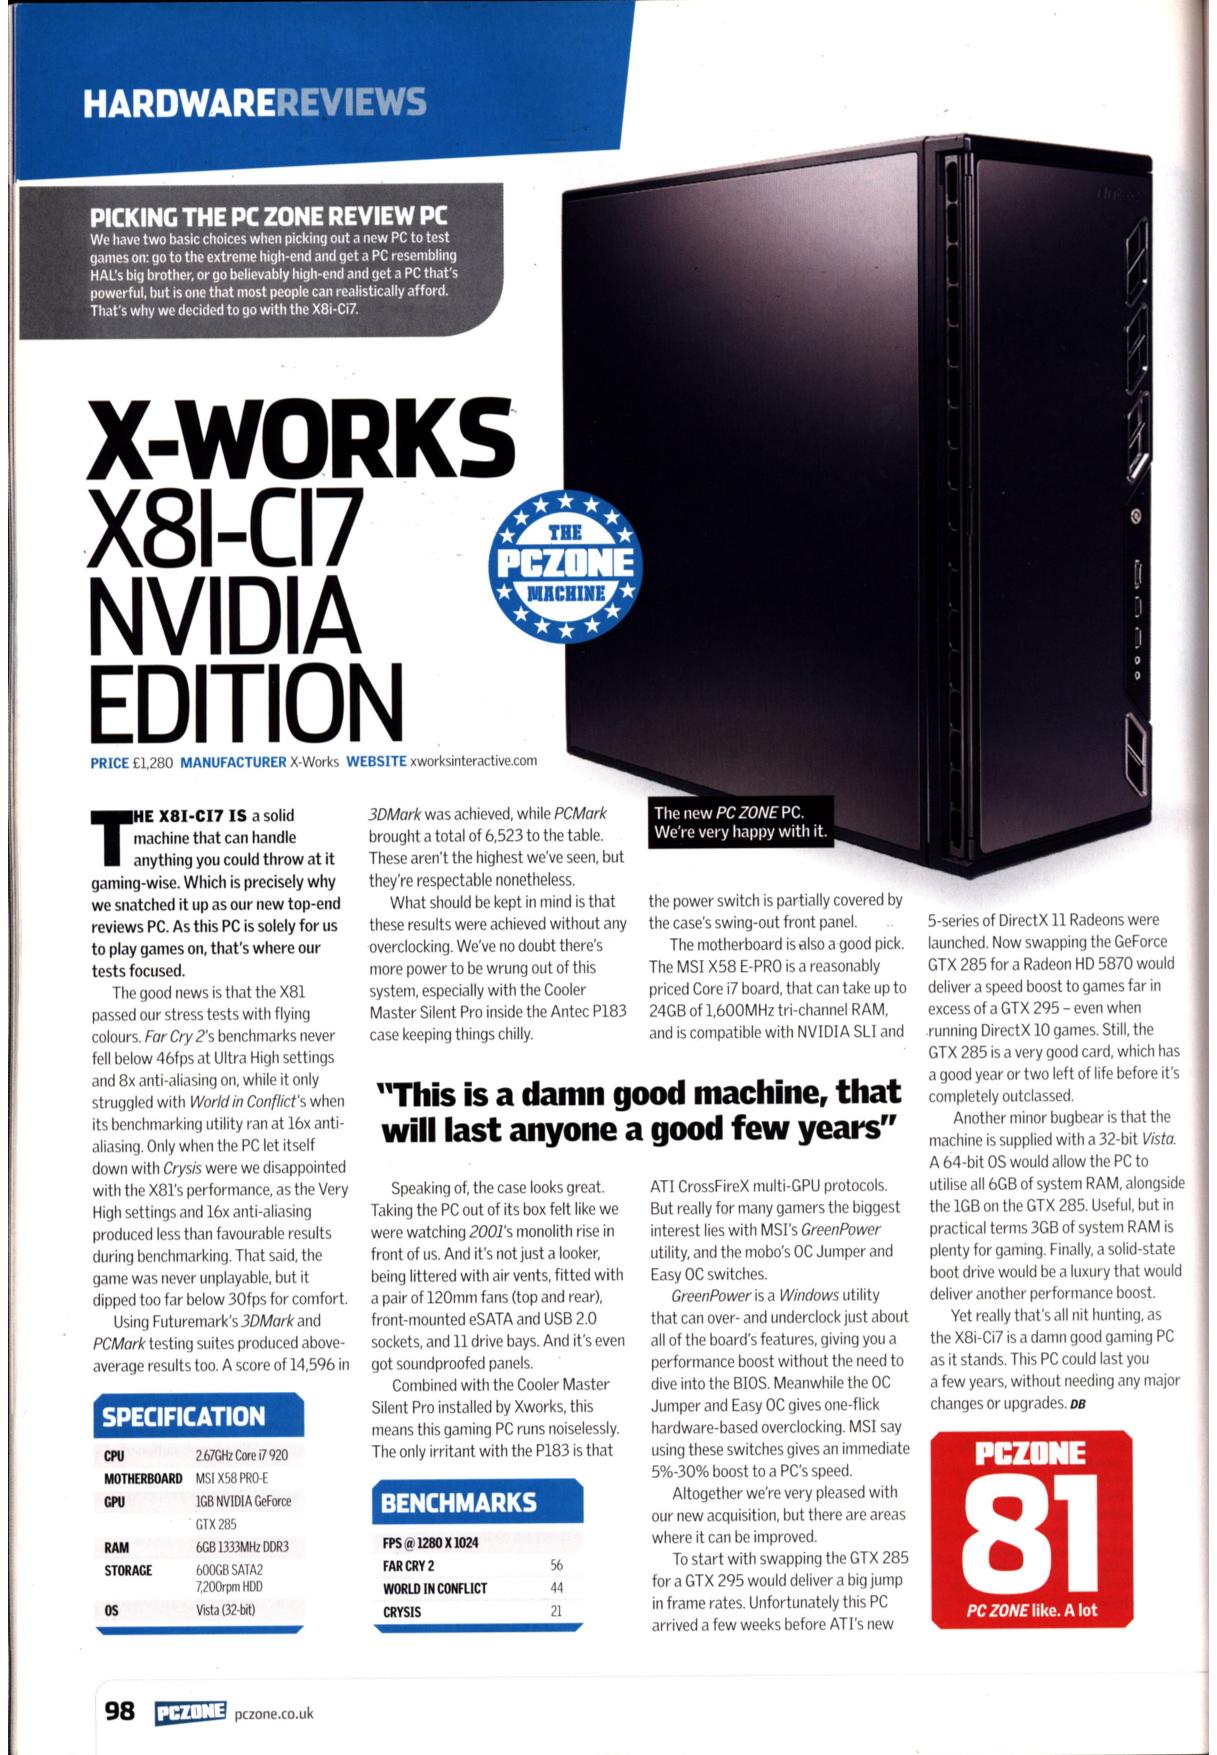 HARDWAREREVIEWS
PICKING THE PC ZONE REVIEW PC
We have two basic choices when picking out a new PC to test
games on: go to the extreme high-end and get a PC resembling
HAL's big brother, or go believably high-end and get a PC that's
powerful, but is one that most people can realistically afford.
That's why we decided to go with the X8i-Ci7.
X-WORKS
X8I-CI7
NVIDIA
EDITION
THE
PCZONE
MACHINE
PRICE £1,280 MANUFACTURER X-Works WEBSITE xworksinteractive.com
The new PC ZONE PC.
We're very happy with it.
THE X8I-CI7 IS a solid
machine that can handle
anything you could throw at it
gaming-wise. Which is precisely why
we snatched it up as our new top-end
reviews PC. As this PC is solely for us
to play games on, that's where our
tests focused.
The good news is that the X81
passed our stress tests with flying
colours. Far Cry 2's benchmarks never
fell below 46fps at Ultra High settings
and 8x anti-aliasing on, while it only
struggled with World in Conflict's when
its benchmarking utility ran at 16x anti-
aliasing. Only when the PC let itself
down with Crysis were we disappointed
with the X81's performance, as the Very
High settings and 16x anti-aliasing
produced less than favourable results
during benchmarking. That said, the
game was never unplayable, but it
dipped too far below 30fps for comfort.
Using Futuremark's 3DMark and
PCMark testing suites produced above-
average results too. A score of 14,596 in
3DMark was achieved, while PCMark
brought a total of 6,523 to the table.
These aren't the highest we've seen, but
they're respectable nonetheless.
What should be kept in mind is that
these results were achieved without any
overclocking. We've no doubt there's
more power to be wrung out of this
system, especially with the Cooler
Master Silent Pro inside the Antec P183
case keeping things chilly.
"This is a damn good machine, that
will last anyone a good few years"
Speaking of, the case looks great.
Taking the PC out of its box felt like we
were watching 2001's monolith rise in
front of us. And it's not just a looker,
being littered with air vents, fitted with
a pair of 120mm fans (top and rear),
front-mounted eSATA and USB 2.0
sockets, and 11 drive bays. And it's even
got soundproofed panels.
Combined with the Cooler Master
Silent Pro installed by Xworks, this
means this gaming PC runs noiselessly.
The only irritant with the P183 is that
the power switch is partially covered by
the case's swing-out front panel.
The motherboard is also a good pick.
The MSI X58 E-PRO is a reasonably
priced Core i7 board, that can take up to
24GB of 1,600MHz tri-channel RAM,
and is compatible with NVIDIA SLI and
ATI CrossFireX multi-GPU protocols.
But really for many gamers the biggest
interest lies with MSI's GreenPower
utility, and the mobo's OC Jumper and
Easy OC switches.
GreenPower is a Windows utility
that can over- and underclock just about
all of the board's features, giving you a
performance boost without the need to
dive into the BIOS. Meanwhile the OC
Jumper and Easy OC gives one-flick
hardware-based overclocking. MSI say
using these switches gives an immediate
5%-30% boost to a PC's speed.
Altogether we're very pleased with
our new acquisition, but there are areas
where it can be improved.
To start with swapping the GTX 285
for a GTX 295 would deliver a big jump
in frame rates. Unfortunately this PC
arrived a few weeks before ATI's new
5-series of DirectX 11 Radeons were
launched. Now swapping the GeForce
GTX 285 for a Radeon HD 5870 would
deliver a speed boost to games far in
excess of a GTX 295 – even when
running DirectX 10 games. Still, the
GTX 285 is a very good card, which has
a good year or two left of life before it's
completely outclassed.
Another minor bugbear is that the
machine is supplied with a 32-bit Vista.
A 64-bit OS would allow the PC to
utilise all 6GB of system RAM, alongside
the 1GB on the GTX 285. Useful, but in
practical terms 3GB of system RAM is
plenty for gaming. Finally, a solid-state
boot drive would be a luxury that would
deliver another performance boost.
Yet really that's all nit hunting, as
the X8i-Ci7 is a damn good gaming PC
as it stands. This PC could last you
a few years, without needing any major
changes or upgrades. DB
SPECIFICATION
CPU 2.67GHz Core i7 920
MOTHERBOARD MSI X58 PRO-E
GPU 1GB NVIDIA GeForce
GTX 285
RAM 6GB 1333MHz DDR3
STORAGE 600GB SATA2
7,200rpm HDD
OS Vista (32-bit)
BENCHMARKS
FPS @ 1280 X 1024
FAR CRY 2 56
WORLD IN CONFLICT 44
CRYSIS 21
PCZONE
81
PC ZONE like. A lot
98 PCZONE pczone.co.uk